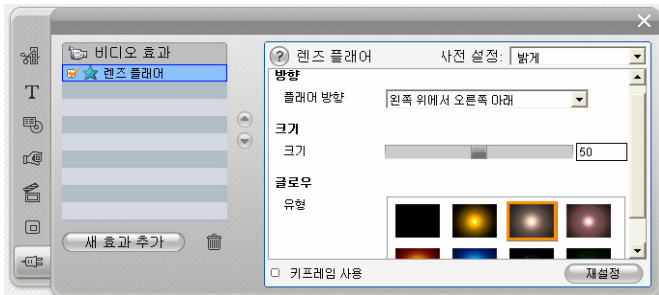 비디오 효과
렌즈 플래어
새 효과 추가
? 렌즈 플래어 사전 설정: 밝게
방향
플래어 방향 왼쪽 위에서 오른쪽 아래
크기
크기 50
글로우
유형
키프레임 사용 재설정
T